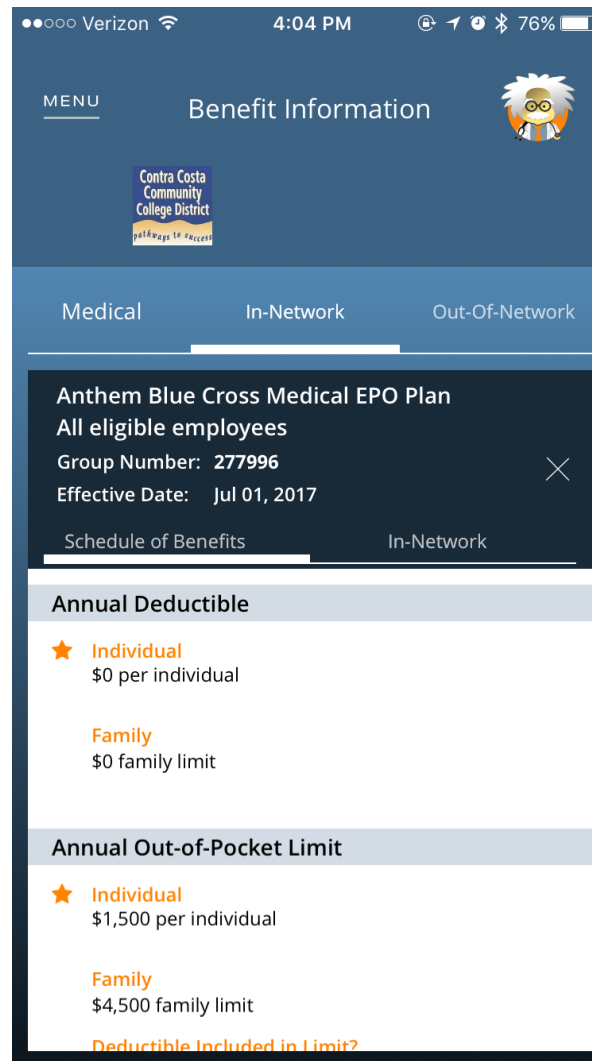 Verizon 4:04 PM 76%
MENU
Benefit Information
Contra Costa
Community
College District
pathways to success
Medical In-Network Out-Of-Network
Anthem Blue Cross Medical EPO Plan
All eligible employees
Group Number: 277996
Effective Date: Jul 01, 2017
Schedule of Benefits In-Network
Annual Deductible
Individual
$0 per individual
Family
$0 family limit
Annual Out-of-Pocket Limit
Individual
$1,500 per individual
Family
$4,500 family limit
Deductible Included in Limit?